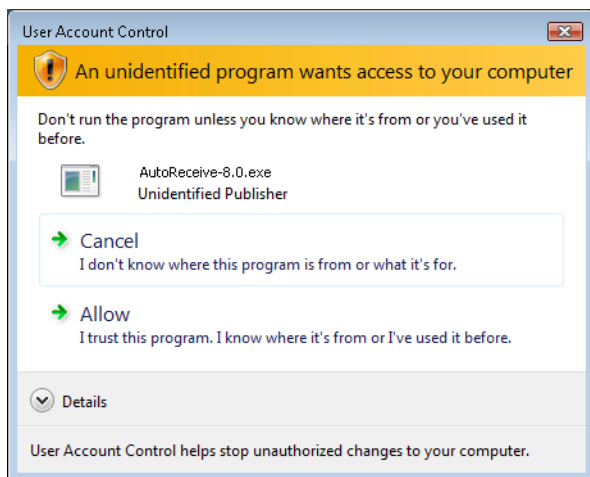 User Account Control
An unidentified program wants access to your computer
Don't run the program unless you know where it's from or you've used it
before.
AutoReceive-8.0.exe
Unidentified Publisher
Cancel
I don't know where this program is from or what it's for.
Allow
I trust this program. I know where it's from or I've used it before.
Details
User Account Control helps stop unauthorized changes to your computer.